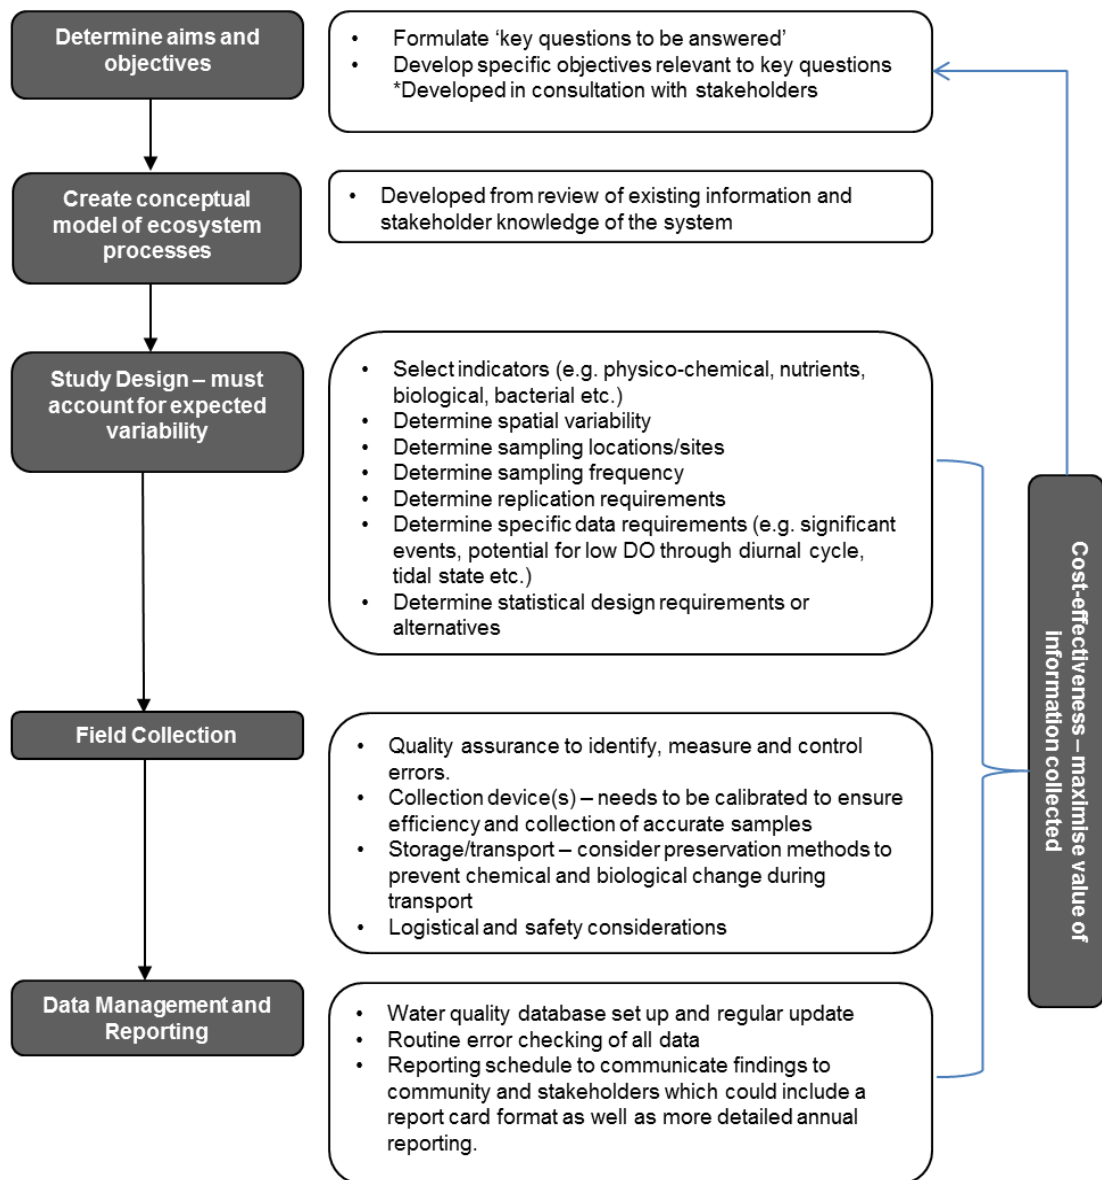 Determine aims and
objectives
• Formulate ‘key questions to be answered’
• Develop specific objectives relevant to key questions
*Developed in consultation with stakeholders
Create conceptual
model of ecosystem
processes
• Developed from review of existing information and
stakeholder knowledge of the system
Study Design – must
account for expected
variability
• Select indicators (e.g. physico-chemical, nutrients,
biological, bacterial etc.)
• Determine spatial variability
• Determine sampling locations/sites
• Determine sampling frequency
• Determine replication requirements
• Determine specific data requirements (e.g. significant
events, potential for low DO through diurnal cycle,
tidal state etc.)
• Determine statistical design requirements or
alternatives
Field Collection
• Quality assurance to identify, measure and control
errors.
• Collection device(s) – needs to be calibrated to ensure
efficiency and collection of accurate samples
• Storage/transport – consider preservation methods to
prevent chemical and biological change during
transport
• Logistical and safety considerations
Data Management and
Reporting
• Water quality database set up and regular update
• Routine error checking of all data
• Reporting schedule to communicate findings to
community and stakeholders which could include a
report card format as well as more detailed annual
reporting.
Cost-effectiveness – maximise value of
information collected